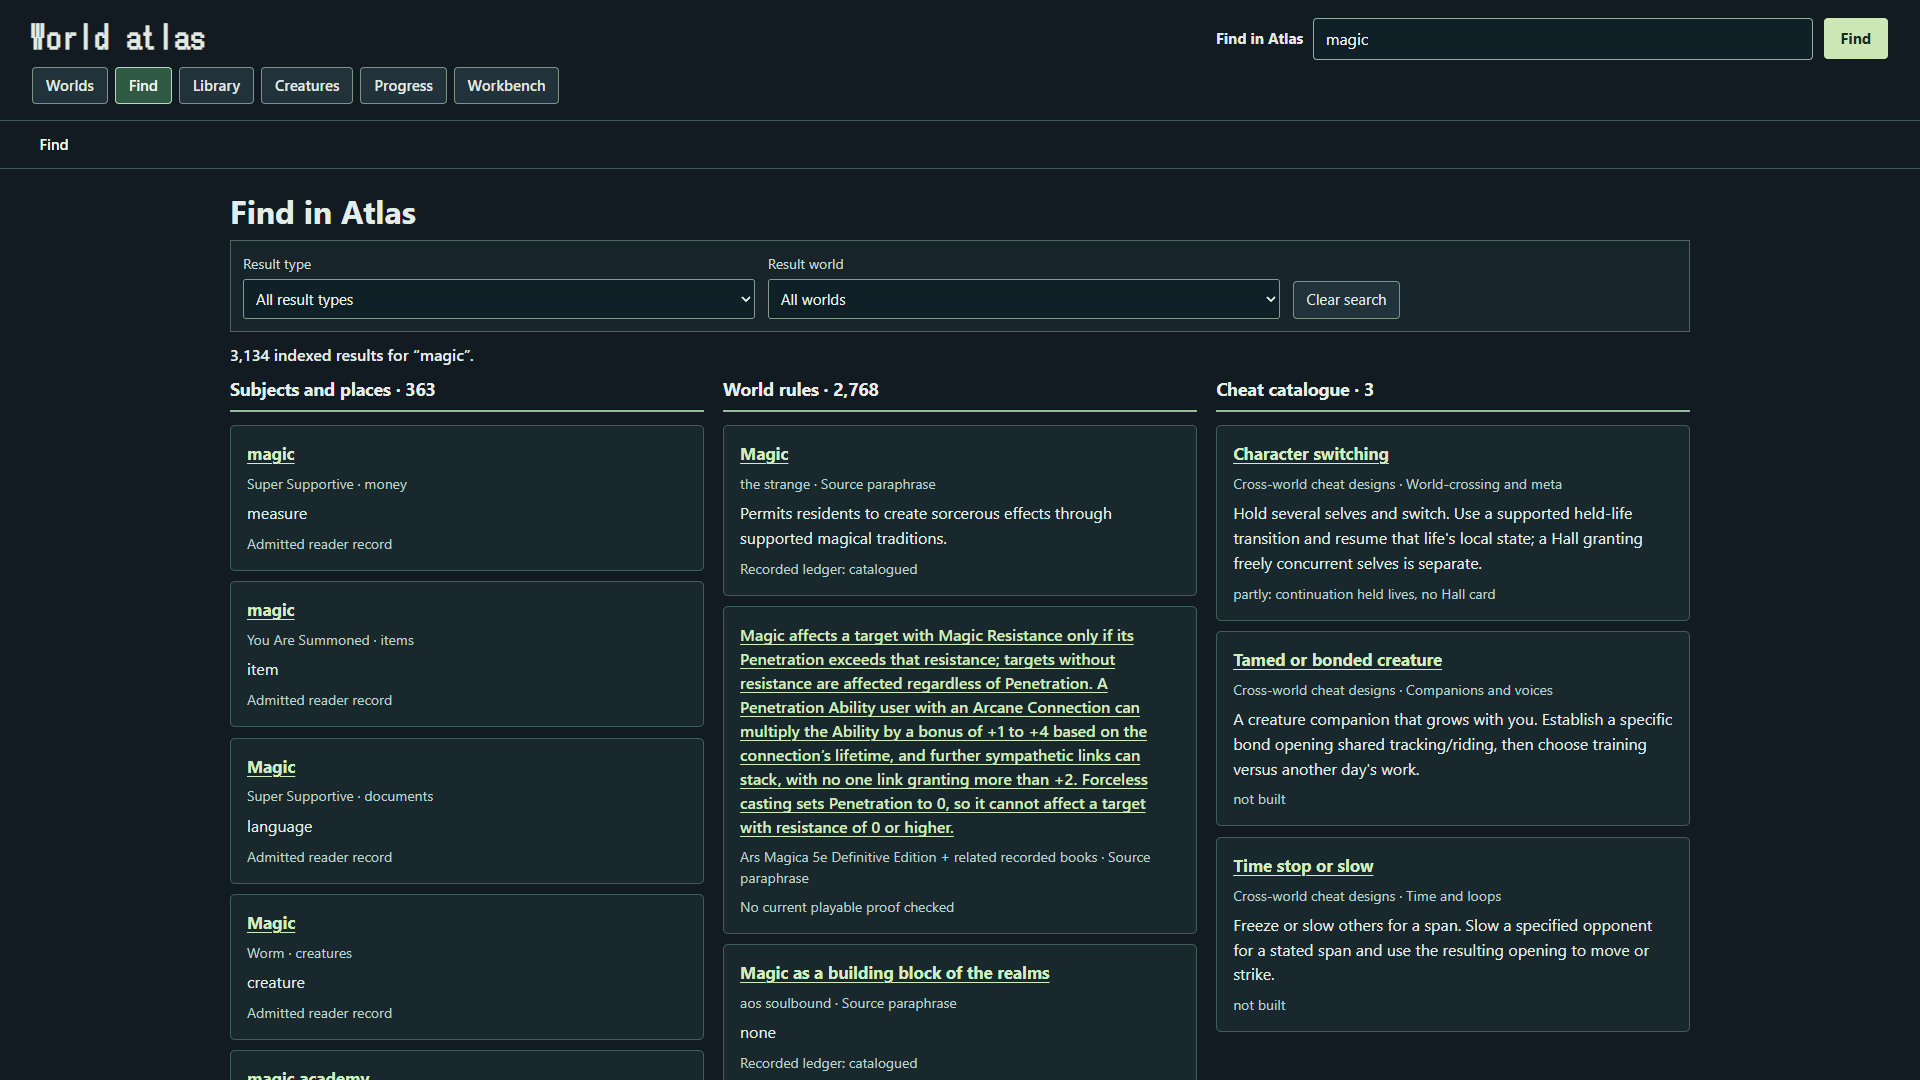 World atlas
Find in Atlas
magic
Find
Worlds
Find
Library
Creatures
Progress
Workbench
Find
Find in Atlas
Result type
Result world
All result types
All worlds
Clear search
3,134 indexed results for “magic”.
Subjects and places · 363
magic
Super Supportive · money
measure
Admitted reader record
magic
You Are Summoned · items
item
Admitted reader record
Magic
Super Supportive · documents
language
Admitted reader record
Magic
Worm · creatures
creature
Admitted reader record
magic academy
World rules · 2,768
Magic
the strange · Source paraphrase
Permits residents to create sorcerous effects through
supported magical traditions.
Recorded ledger: catalogued
Magic affects a target with Magic Resistance only if its
Penetration exceeds that resistance; targets without
resistance are affected regardless of Penetration. A
Penetration Ability user with an Arcane Connection can
multiply the Ability by a bonus of +1 to +4 based on the
connection’s lifetime, and further sympathetic links can
stack, with no one link granting more than +2. Forceless
casting sets Penetration to 0, so it cannot affect a target
with resistance of 0 or higher.
Ars Magica 5e Definitive Edition + related recorded books · Source
paraphrase
No current playable proof checked
Magic as a building block of the realms
aos soulbound · Source paraphrase
none
Recorded ledger: catalogued
Cheat catalogue · 3
Character switching
Cross-world cheat designs · World-crossing and meta
Hold several selves and switch. Use a supported held-life
transition and resume that life's local state; a Hall granting
freely concurrent selves is separate.
partly: continuation held lives, no Hall card
Tamed or bonded creature
Cross-world cheat designs · Companions and voices
A creature companion that grows with you. Establish a specific
bond opening shared tracking/riding, then choose training
versus another day's work.
not built
Time stop or slow
Cross-world cheat designs · Time and loops
Freeze or slow others for a span. Slow a specified opponent
for a stated span and use the resulting opening to move or
strike.
not built